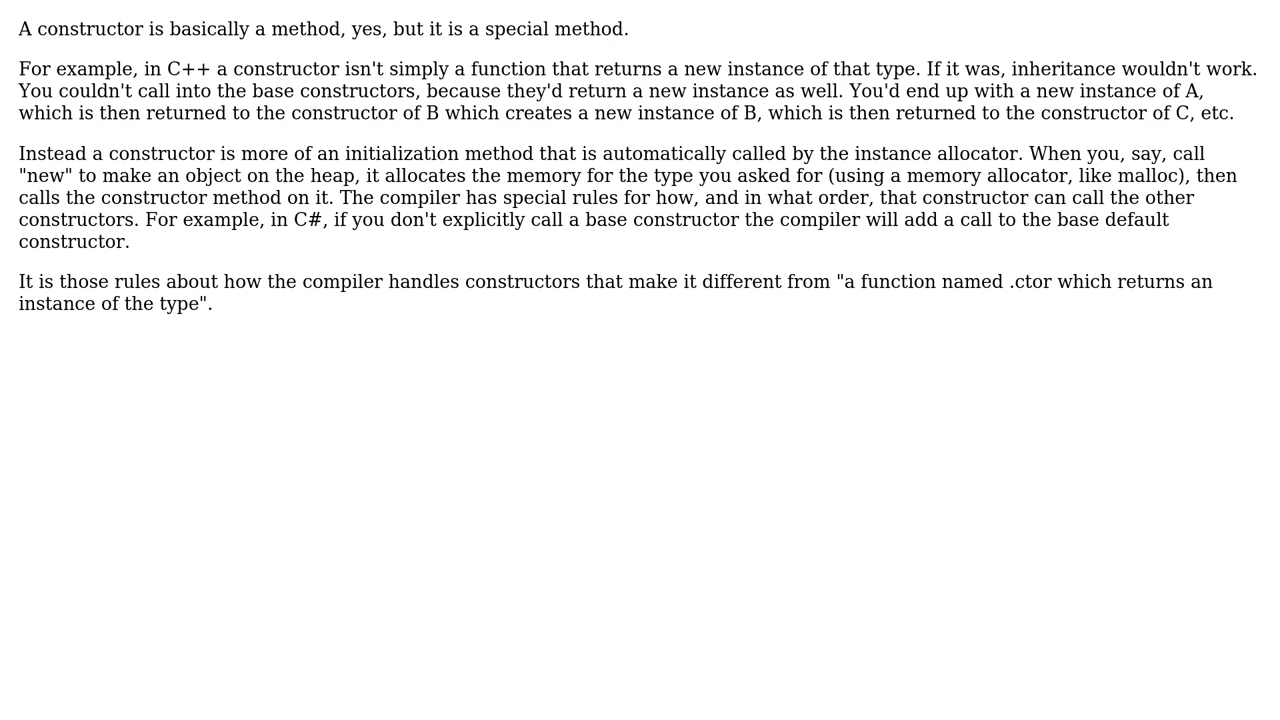 A constructor is basically a method, yes, but it is a special method.
For example, in C++ a constructor isn't simply a function that returns a new instance of that type. If it was, inheritance wouldn't work.
You couldn't call into the base constructors, because they'd return a new instance as well. You'd end up with a new instance of A,
which is then returned to the constructor of B which creates a new instance of B, which is then returned to the constructor of C, etc.
Instead a constructor is more of an initialization method that is automatically called by the instance allocator. When you, say, call
"new" to make an object on the heap, it allocates the memory for the type you asked for (using a memory allocator, like malloc), then
calls the constructor method on it. The compiler has special rules for how, and in what order, that constructor can call the other
constructors. For example, in C#, if you don't explicitly call a base constructor the compiler will add a call to the base default
constructor.
It is those rules about how the compiler handles constructors that make it different from "a function named .ctor which returns an
instance of the type".